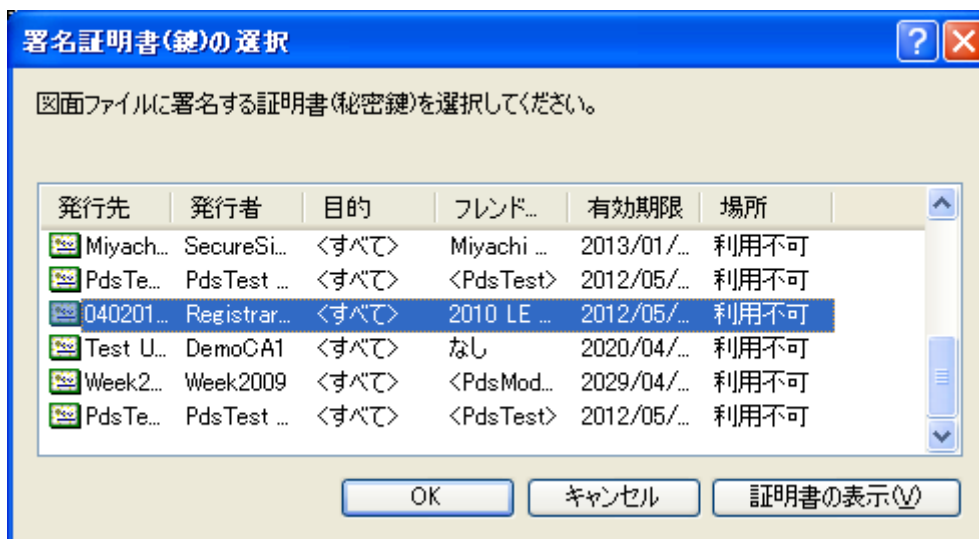 署名証明書(鍵)の選択
図面ファイルに署名する証明書(秘密鍵)を選択してください。
発行先 発行者 目的 フレンド... 有効期限 場所
Miyach... SecureSi... <すべて> Miyachi ... 2013/01/... 利用不可
PdsTe... PdsTest ... <すべて> <PdsTest> 2012/05/... 利用不可
040201... Registrar... <すべて> 2010 LE ... 2012/05/... 利用不可
Test U... DemoCA1 <すべて> なし 2020/04/... 利用不可
Week2... Week2009 <すべて> <PdsMod... 2029/04/... 利用不可
PdsTe... PdsTest ... <すべて> <PdsTest> 2012/05/... 利用不可
OK キャンセル 証明書の表示(V)